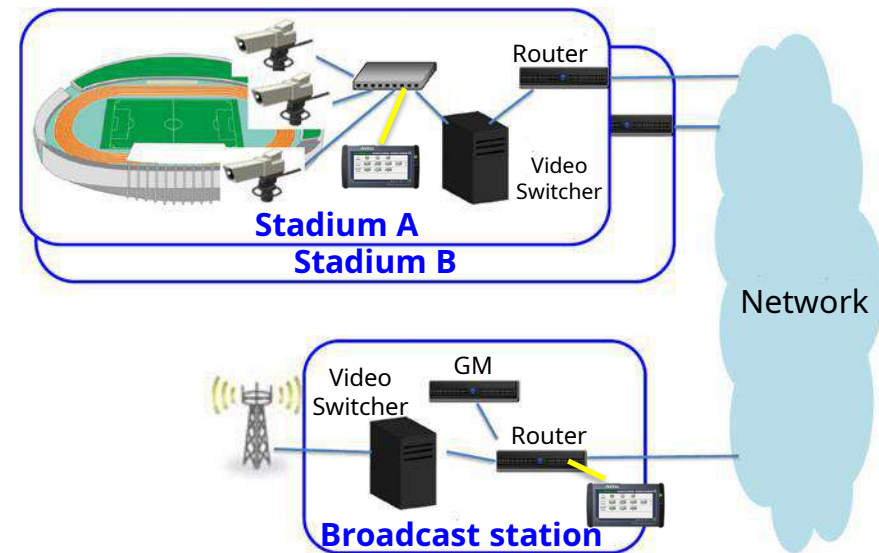 Router
Video
Switcher
Stadium A
Stadium B
Network
Video
Switcher
GM
Router
Broadcast station